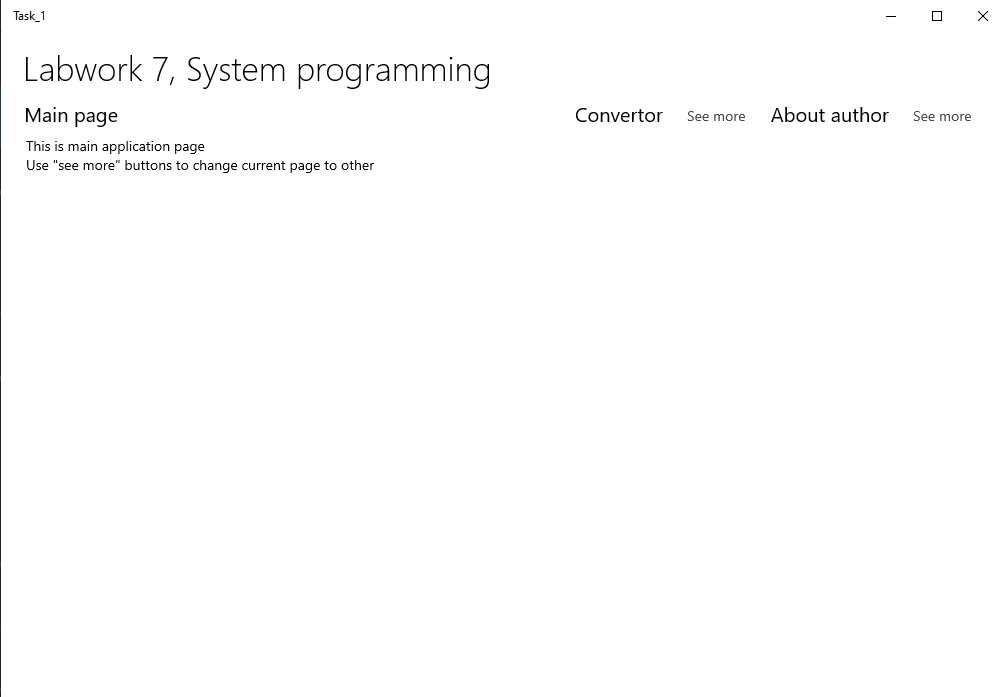 Task_1
Labwork 7, System programming
Main page
Convertor See more About author See more
This is main application page
Use "see more" buttons to change current page to other